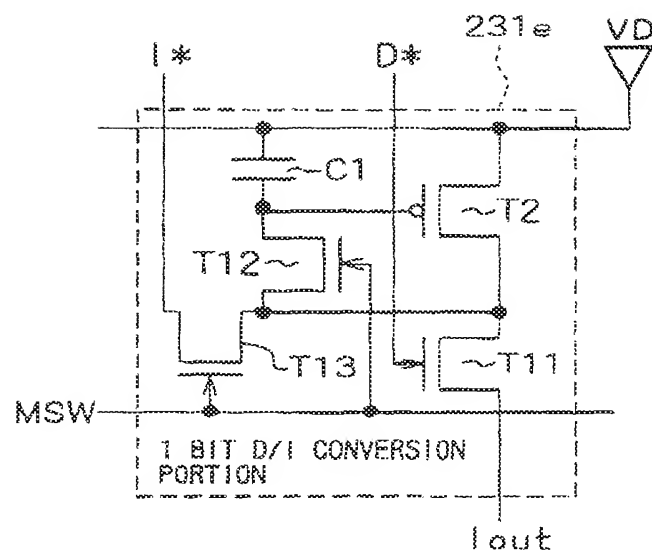 231e
VD
I*
D*
C1
T2
T12
T13
T11
MSW
1 BIT D/I CONVERSION
PORTION
Iout